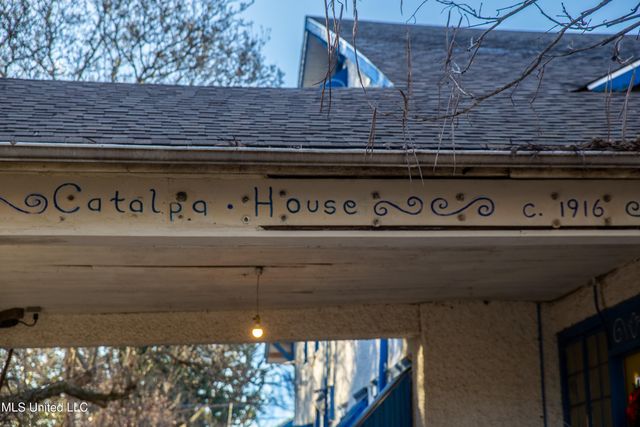 Catalpa · House c. 1916
MLS United LLC